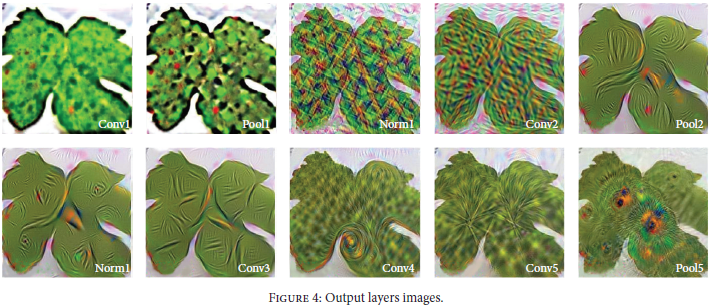 Conv1
Pool1
Norm1
Conv2
Pool2
Norm1
Conv3
Conv4
Conv5
Pool5
FIGURE 4: Output layers images.